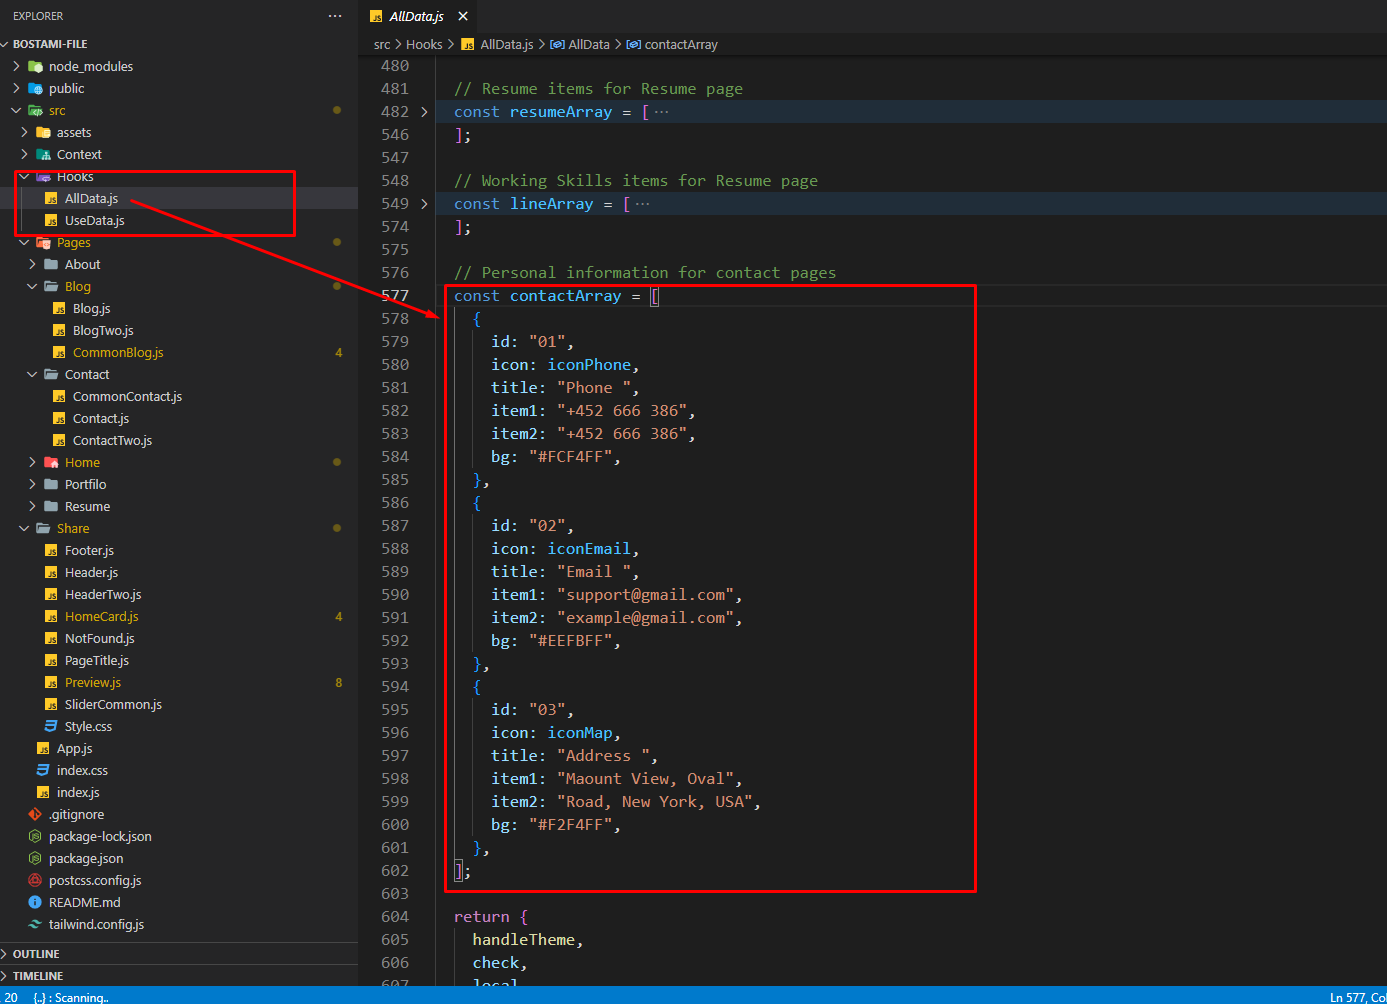 EXPLORER
BOSTAMI-FILE
node_modules
public
src
assets
Context
Hooks
AllData.js
UseData.js
Pages
About
Blog
Blog.js
BlogTwo.js
CommonBlog.js 4
Contact
CommonContact.js
Contact.js
ContactTwo.js
Home
Portfilo
Resume
Share
Footer.js
Header.js
HeaderTwo.js
HomeCard.js 4
NotFound.js
PageTitle.js
Preview.js 8
SliderCommon.js
Style.css
App.js
index.css
index.js
.gitignore
package-lock.json
package.json
postcss.config.js
README.md
tailwind.config.js
OUTLINE
TIMELINE
AllData.js
src > Hooks > AllData.js > AllData > contactArray
480
481 // Resume items for Resume page
482 const resumeArray = [ ···
546 ];
547
548 // Working Skills items for Resume page
549 const lineArray = [ ···
574 ];
575
576 // Personal information for contact pages
577 const contactArray = [
578 {
579 id: "01",
580 icon: iconPhone,
581 title: "Phone ",
582 item1: "+452 666 386",
583 item2: "+452 666 386",
584 bg: "#FCF4FF",
585 },
586 {
587 id: "02",
588 icon: iconEmail,
589 title: "Email ",
590 item1: "support@gmail.com",
591 item2: "example@gmail.com",
592 bg: "#EEFBFF",
593 },
594 {
595 id: "03",
596 icon: iconMap,
597 title: "Address ",
598 item1: "Maount View, Oval",
599 item2: "Road, New York, USA",
600 bg: "#F2F4FF",
601 },
602 ];
603
604 return {
605 handleTheme,
606 check,
607 local
20 {..} : Scanning.. Ln 577, Co